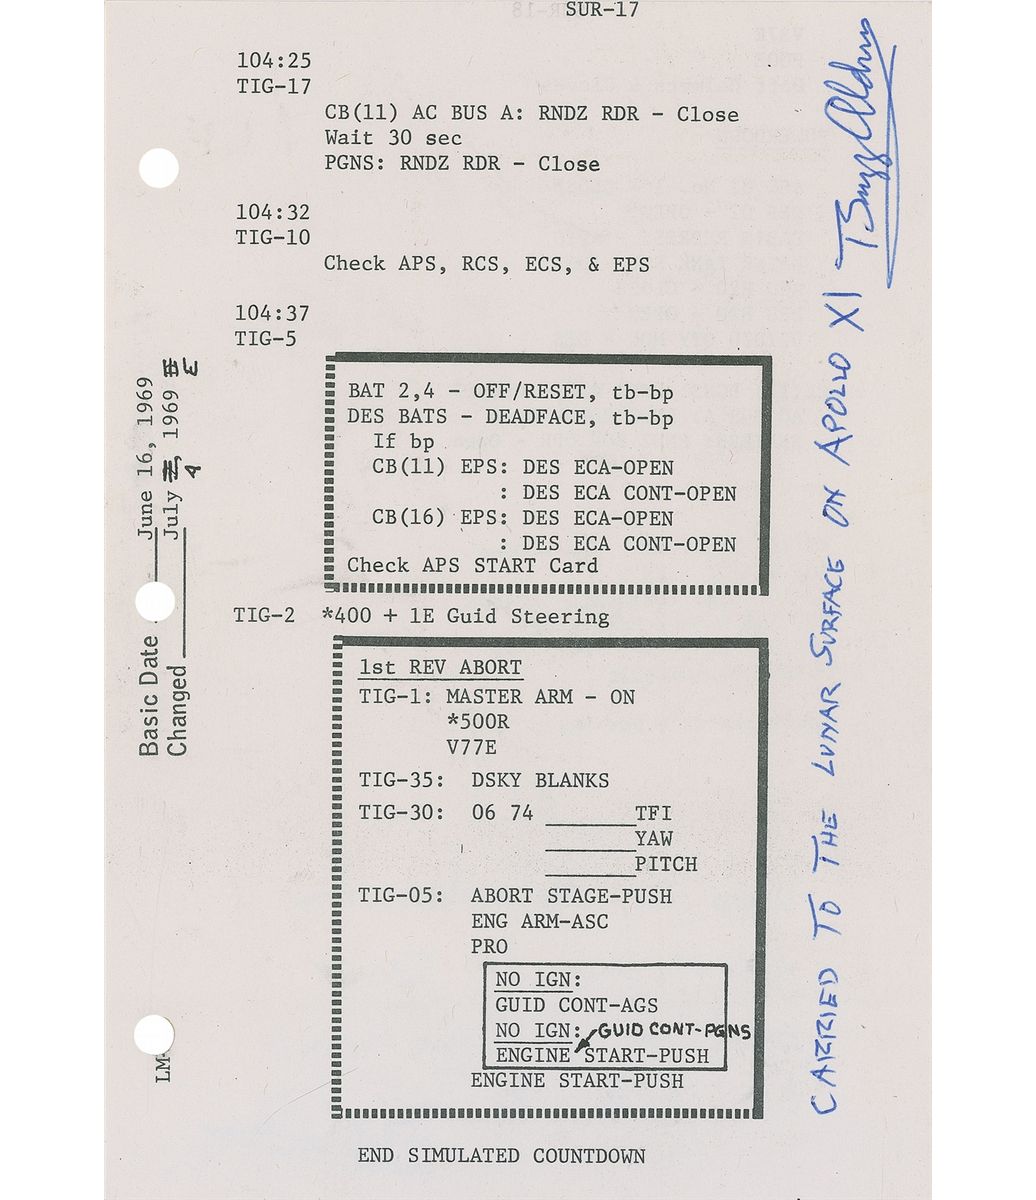 SUR-17
104:25
TIG-17
CB(11) AC BUS A: RNDZ RDR - Close
Wait 30 sec
PGNS: RNDZ RDR - Close
104:32
TIG-10
Check APS, RCS, ECS, & EPS
104:37
TIG-5
BAT 2,4 - OFF/RESET, tb-bp
DES BATS - DEADFACE, tb-bp
If bp
CB(11) EPS: DES ECA-OPEN
: DES ECA CONT-OPEN
CB(16) EPS: DES ECA-OPEN
: DES ECA CONT-OPEN
Check APS START Card
TIG-2 *400 + 1E Guid Steering
1st REV ABORT
TIG-1: MASTER ARM - ON
*500R
V77E
TIG-35: DSKY BLANKS
TIG-30: 06 74 ______TFI
______YAW
______PITCH
TIG-05: ABORT STAGE-PUSH
ENG ARM-ASC
PRO
NO IGN:
GUID CONT-AGS
NO IGN: GUID CONT-PGNS
ENGINE START-PUSH
ENGINE START-PUSH
END SIMULATED COUNTDOWN
Basic Date June 16, 1969
Changed July 4, 1969 E
LM-
CARRIED TO THE LUNAR SURFACE ON APOLLO XI - Buzz Aldrin